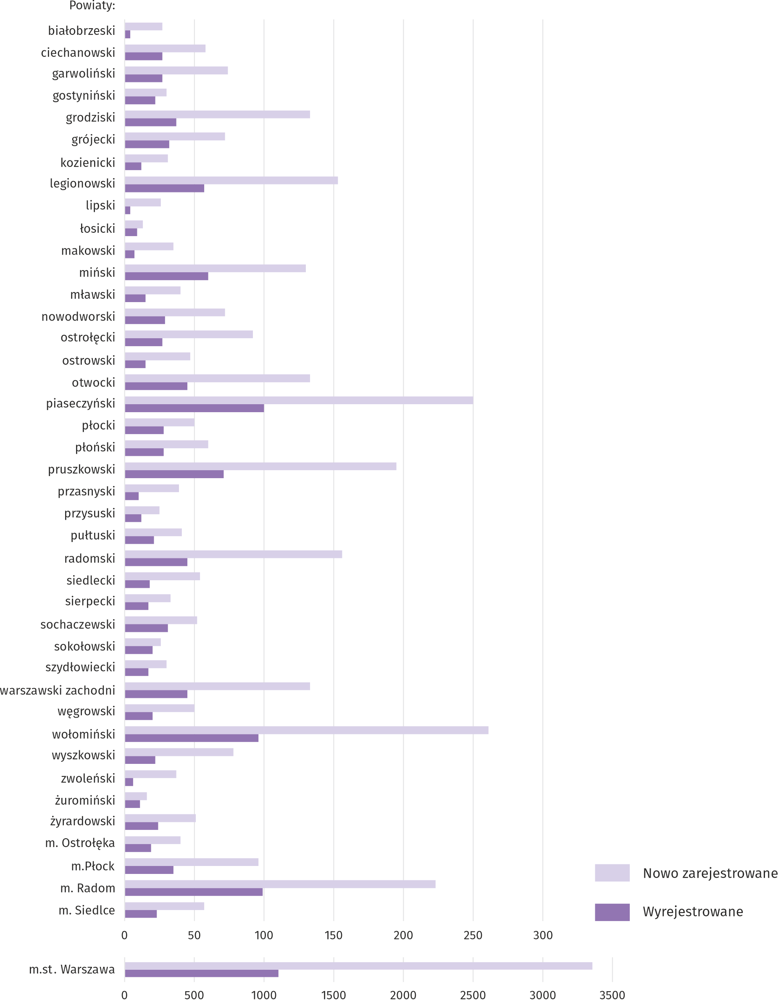 Powiaty:
białobrzeski
ciechanowski
garwoliński
gostyniński
grodziski
grójecki
kozienicki
legionowski
lipski
łosicki
makowski
miński
mławski
nowodworski
ostrołęcki
ostrowski
otwocki
piaseczyński
płocki
płoński
pruszkowski
przasnyski
przysuski
pułtuski
radomski
siedlecki
sierpecki
sochaczewski
sokołowski
szydłowiecki
warszawski zachodni
węgrowski
wołomiński
wyszkowski
zwoleński
żuromiński
żyrardowski
m. Ostrołęka
m.Płock
m. Radom
m. Siedlce
Nowo zarejestrowane
Wyrejestrowane
0 50 100 150 200 250 300
m.st. Warszawa
0 500 1000 1500 2000 2500 3000 3500